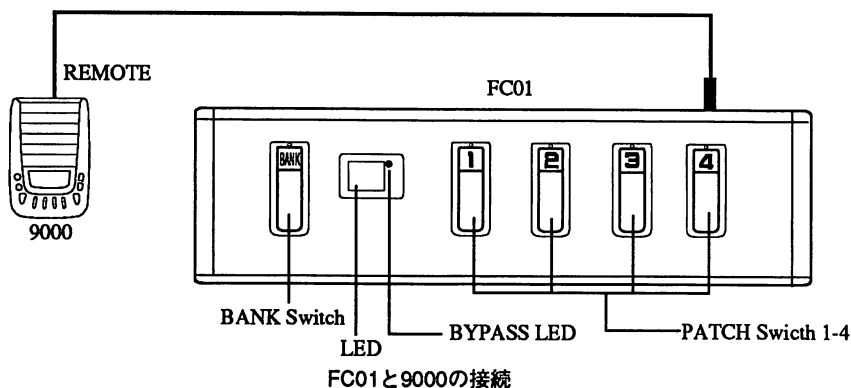 REMOTE
FC01
BANK
1
2
3
4
9000
BANK Switch
BYPASS LED
PATCH Swicth 1-4
LED
FC01と9000の接続